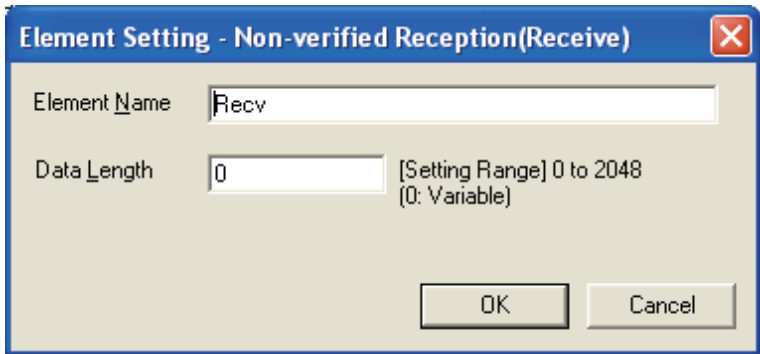 Element Setting - Non-verified Reception(Receive)
Element Name Recv
Data Length 0 [Setting Range] 0 to 2048
(0: Variable)
OK Cancel